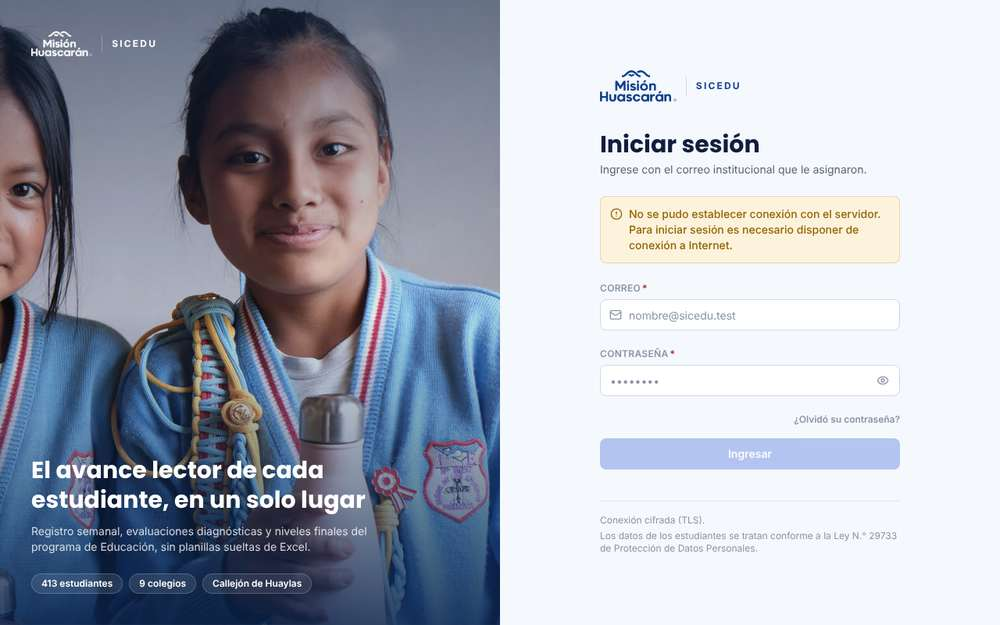 Misión
Huascarán
SICEDU
El avance lector de cada
estudiante, en un solo lugar
Registro semanal, evaluaciones diagnósticas y niveles finales del
programa de Educación, sin planillas sueltas de Excel.
413 estudiantes
9 colegios
Callejón de Huaylas
Misión
Huascarán
SICEDU
Iniciar sesión
Ingrese con el correo institucional que le asignaron.
No se pudo establecer conexión con el servidor.
Para iniciar sesión es necesario disponer de
conexión a Internet.
CORREO *
nombre@sicedu.test
CONTRASEÑA *
••••••••
¿Olvidó su contraseña?
Ingresar
Conexión cifrada (TLS).
Los datos de los estudiantes se tratan conforme a la Ley N.° 29733
de Protección de Datos Personales.